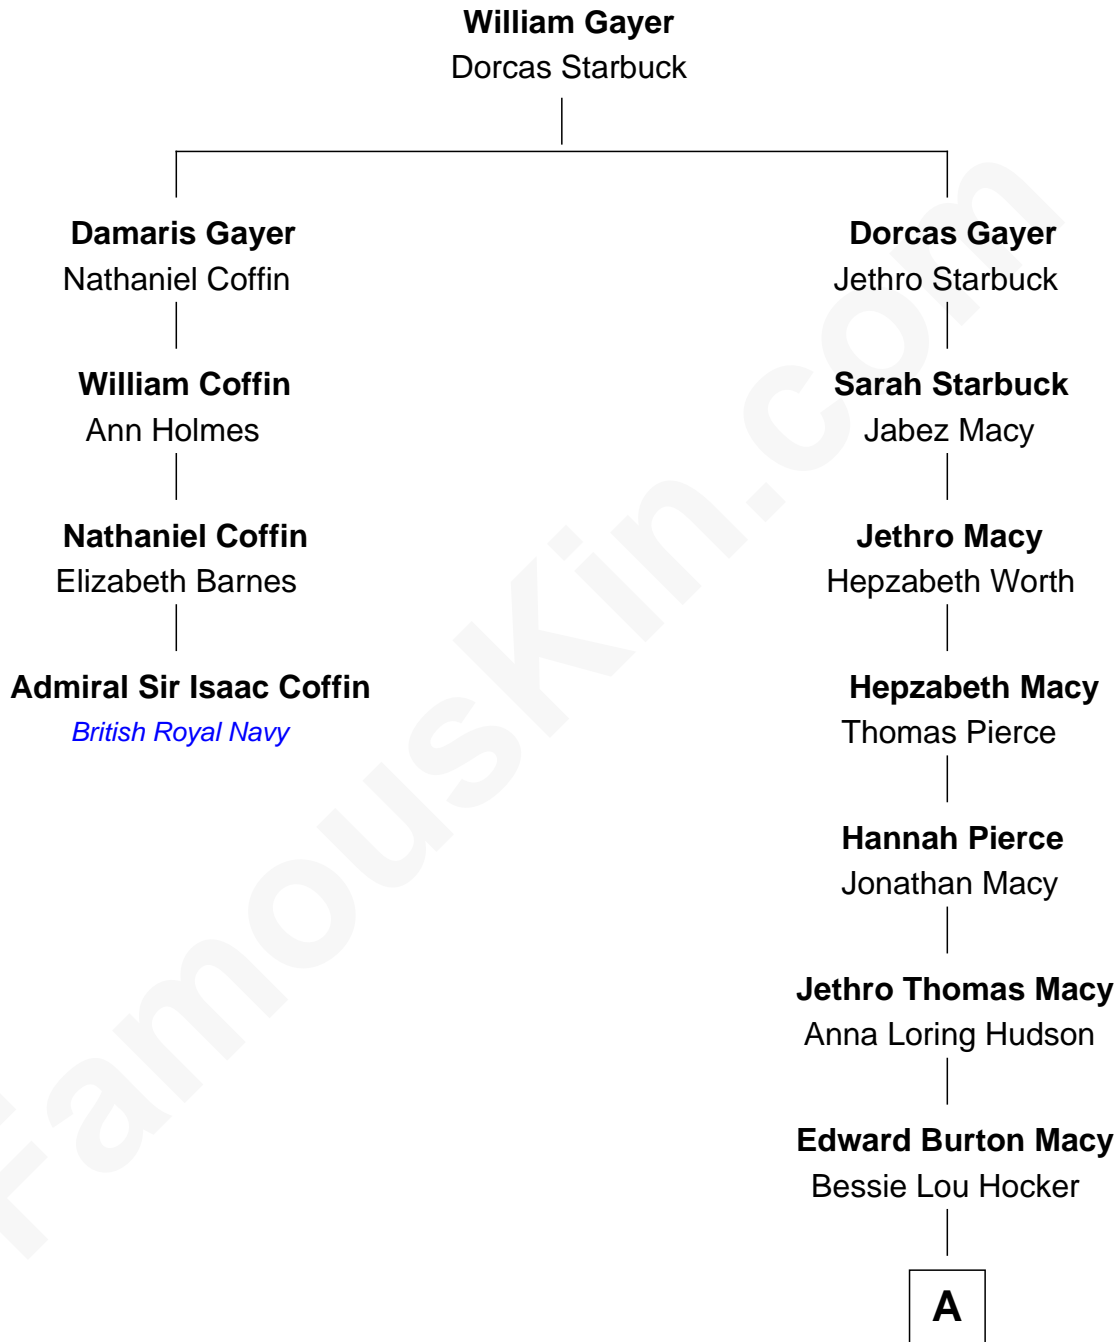 William Gayer
Dorcas Starbuck
Damaris Gayer
Nathaniel Coffin
Dorcas Gayer
Jethro Starbuck
William Coffin
Ann Holmes
Sarah Starbuck
Jabez Macy
Nathaniel Coffin
Elizabeth Barnes
Jethro Macy
Hepzabeth Worth
Admiral Sir Isaac Coffin
British Royal Navy
Hepzabeth Macy
Thomas Pierce
Hannah Pierce
Jonathan Macy
Jethro Thomas Macy
Anna Loring Hudson
Edward Burton Macy
Bessie Lou Hocker
A
FamousKin.com